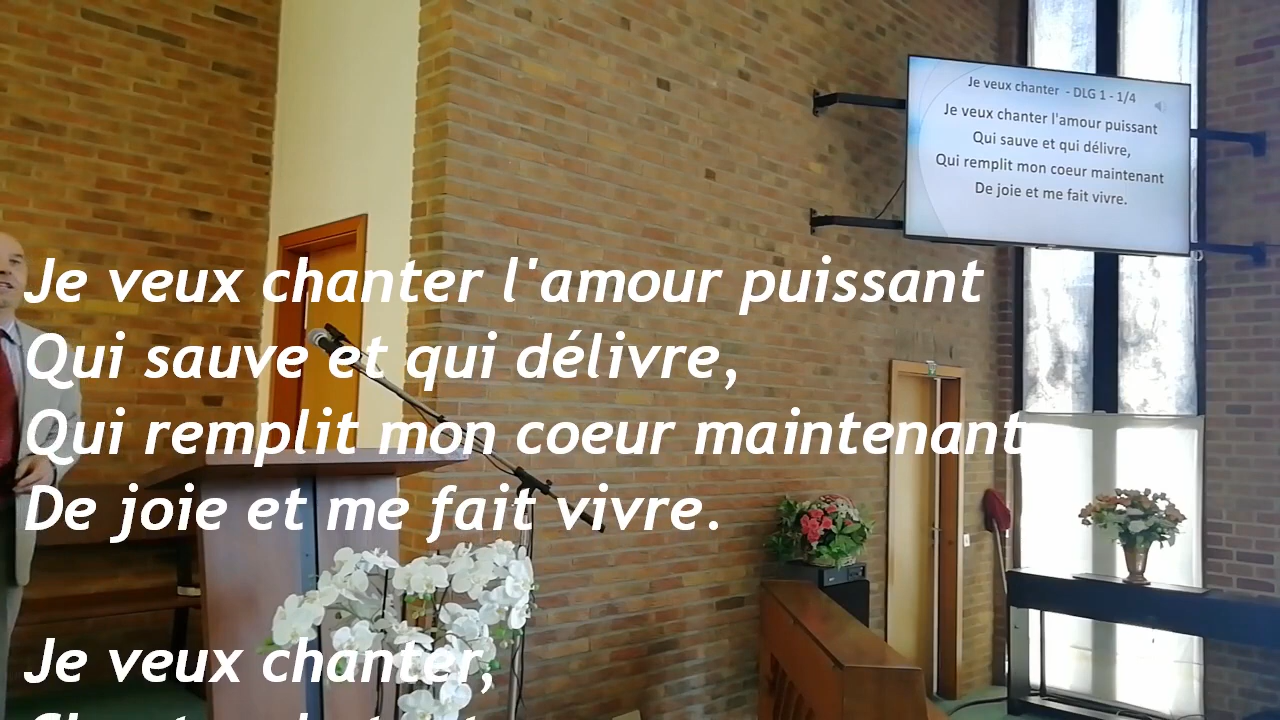 Je veux chanter - DLG 1 - 1/4
Je veux chanter l'amour puissant
Qui sauve et qui délivre,
Qui remplit mon coeur maintenant
De joie et me fait vivre.
Je veux chanter l'amour puissant
Qui sauve et qui délivre,
Qui remplit mon coeur maintenant
De joie et me fait vivre.
Je veux chanter,